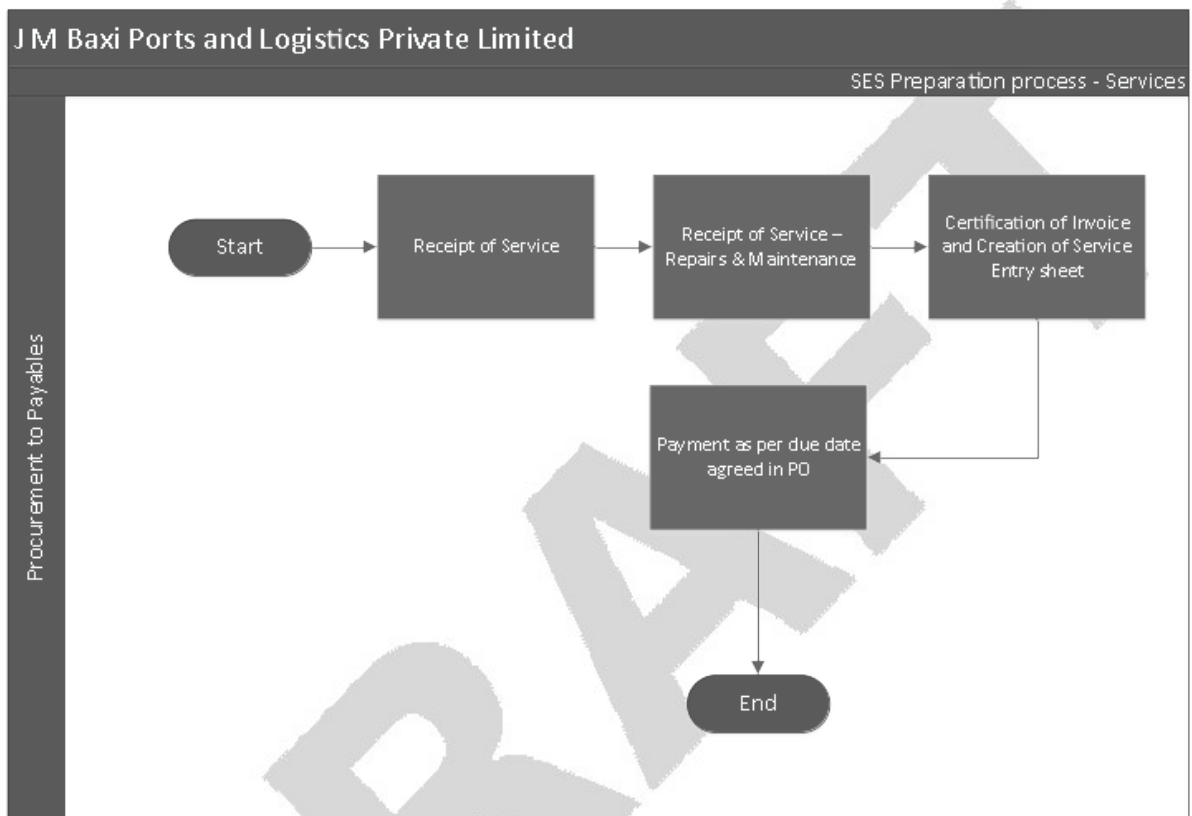 J M Baxi Ports and Logistics Private Limited
SES Preparation process - Services
Procurement to Payables
Start
Receipt of Service
Receipt of Service –
Repairs & Maintenance
Certification of Invoice
and Creation of Service
Entry sheet
Payment as per due date
agreed in PO
End